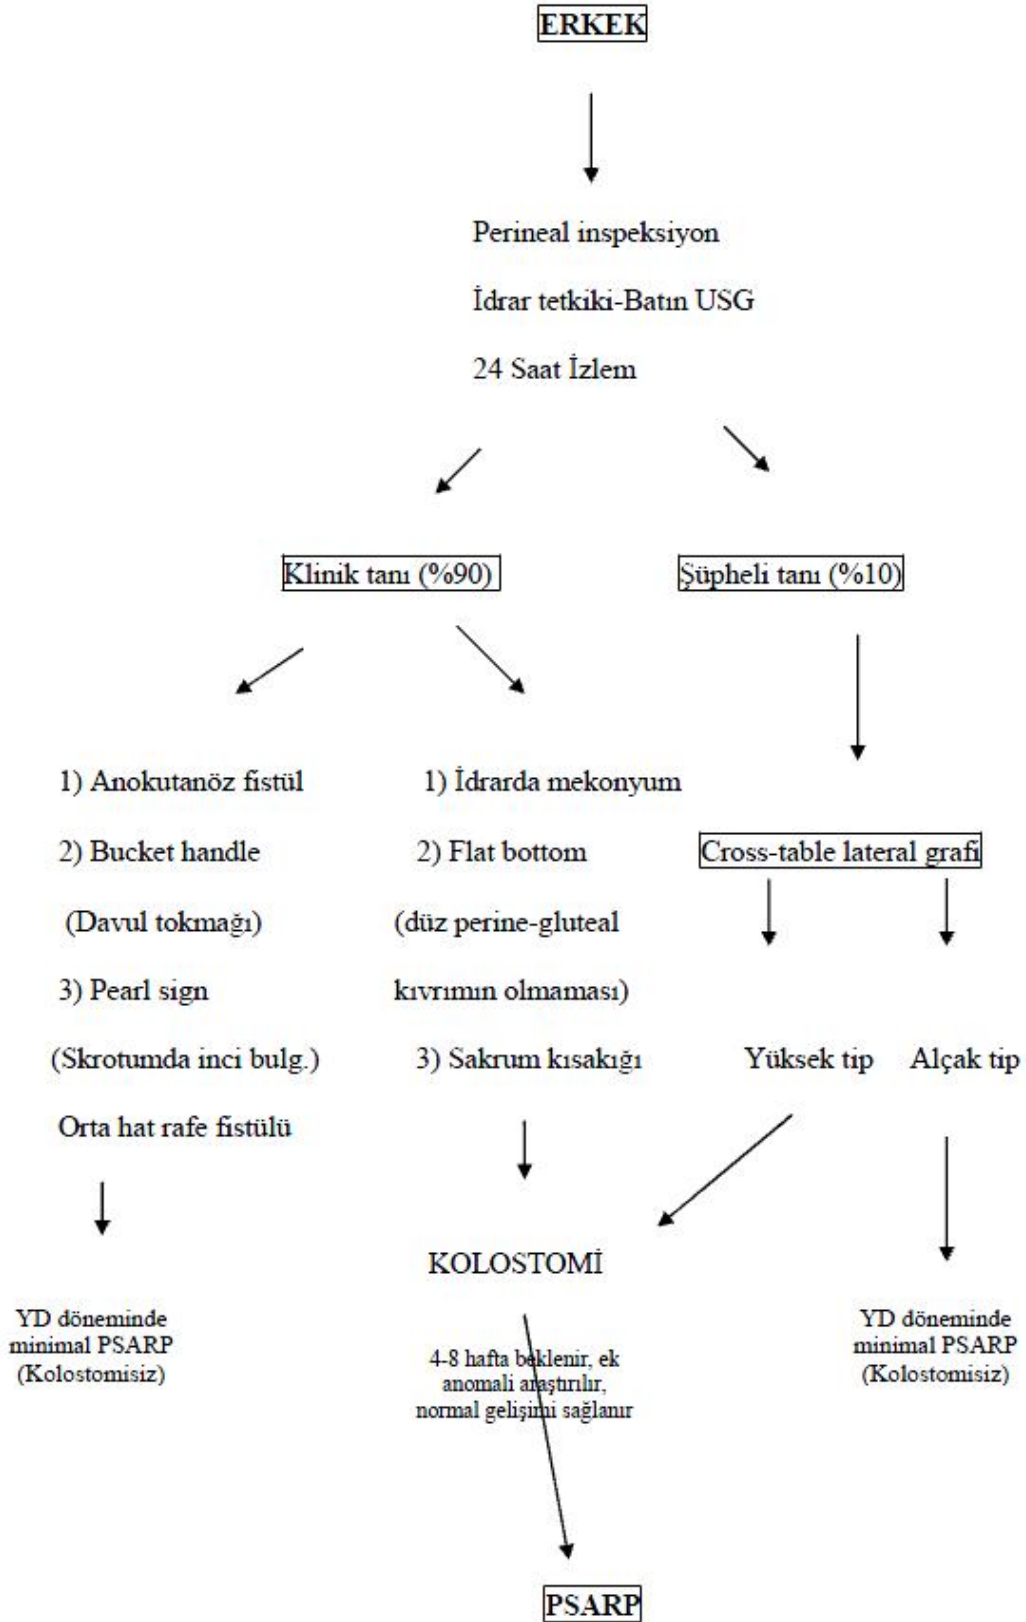 ERKEK
Perineal inspeksiyon
İdrar tetkiki-Batın USG
24 Saat İzlem
Klinik tanı (%90)
Şüpheli tanı (%10)
1) Anokutanöz fistül
2) Bucket handle
(Davul tokmağı)
3) Pearl sign
(Skrotumda inci bulg.)
Orta hat rafe fistülü
YD döneminde
minimal PSARP
(Kolostomisiz)
1) İdrarda mekonyum
2) Flat bottom
(düz perine-gluteal
kıvrımın olmaması)
3) Sakrum kısakığı
KOLOSTOMİ
4-8 hafta beklenir, ek
anomali araştırılır,
normal gelişimi sağlanır
PSARP
Cross-table lateral grafi
Yüksek tip
Alçak tip
YD döneminde
minimal PSARP
(Kolostomisiz)